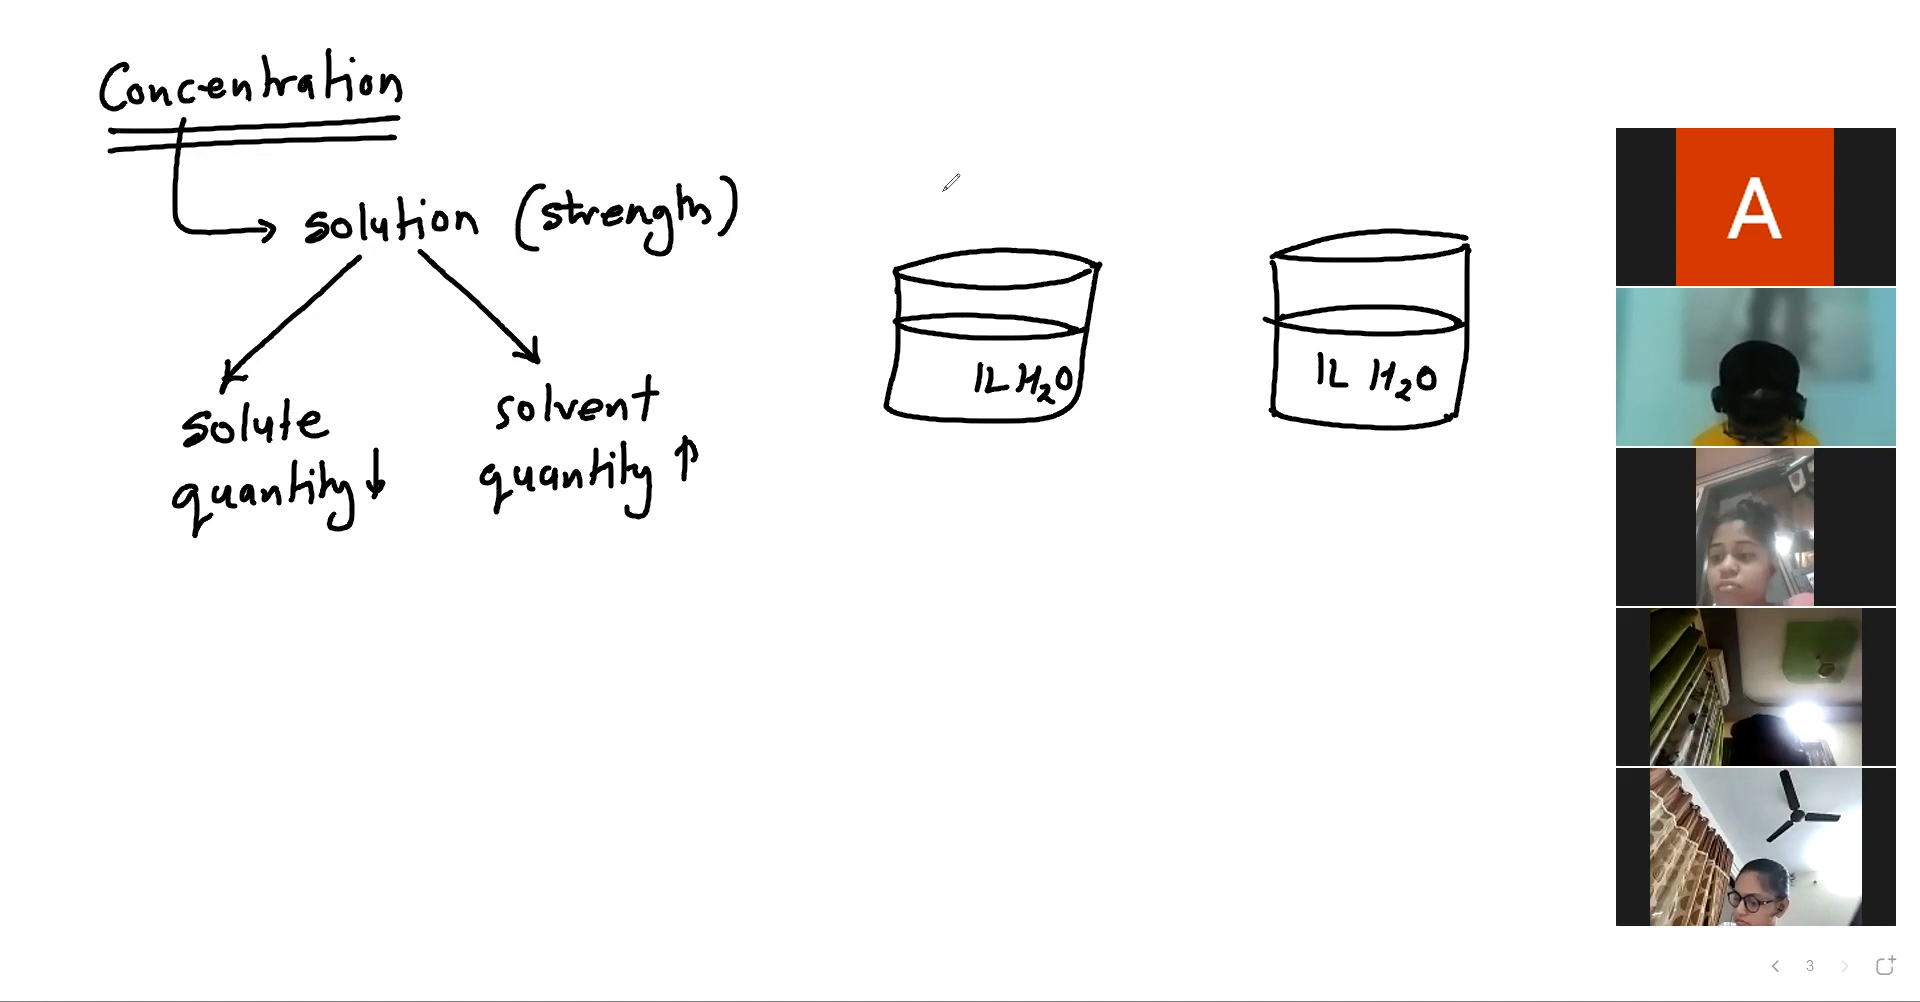 Concentration
solution (strength)
solute
quantity ↓
solvent
quantity ↑
1L H₂O
1L H₂O
A
3